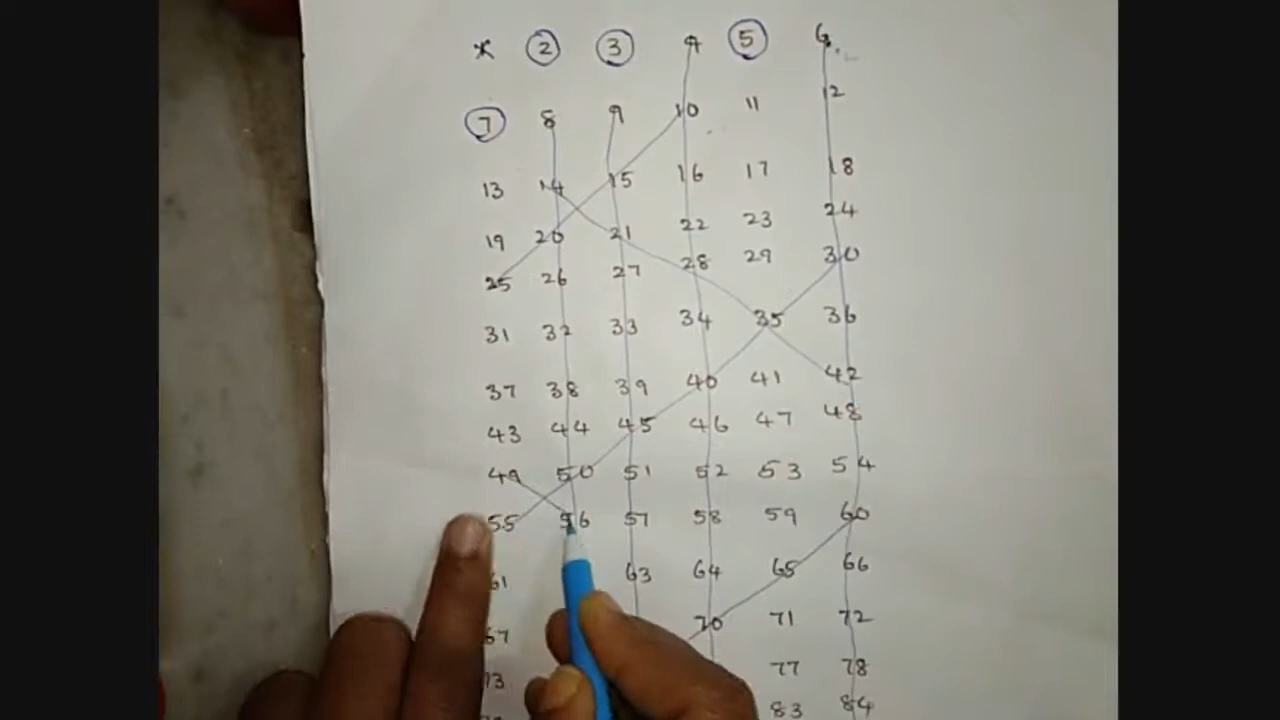 * 2 3 4 5 6
7 8 9 10 11 12
13 14 15 16 17 18
19 20 21 22 23 24
25 26 27 28 29 30
31 32 33 34 35 36
37 38 39 40 41 42
43 44 45 46 47 48
49 50 51 52 53 54
55 56 57 58 59 60
61 63 64 65 66
67 70 71 72
73 77 78
83 84